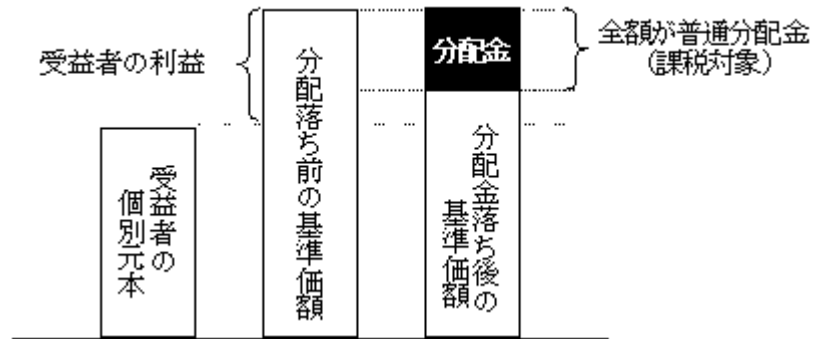 受益者の利益
分配落ち前の基準価額
分配金
全額が普通分配金
（課税対象）
受益者の
個別元本
分配金落ち後の
基準価額